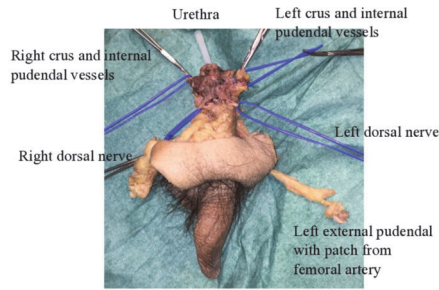 Urethra
Left crus and internal
pudendal vessels
Right crus and internal
pudendal vessels
Left dorsal nerve
Right dorsal nerve
Left external pudendal
with patch from
femoral artery